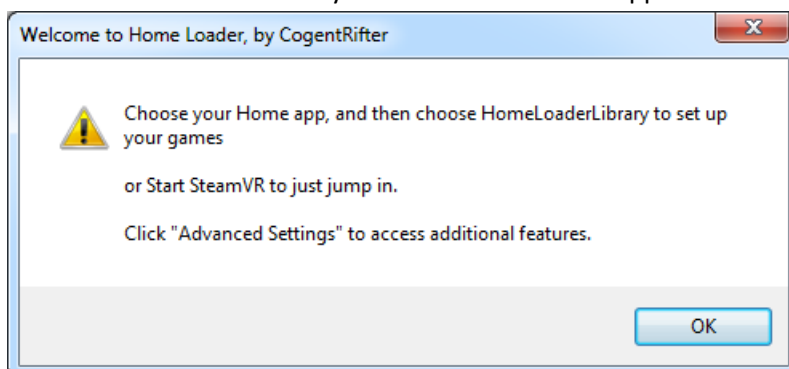 Welcome to Home Loader, by CogentRifter
Choose your Home app, and then choose HomeLoaderLibrary to set up
your games
or Start SteamVR to just jump in.
Click "Advanced Settings" to access additional features.
OK